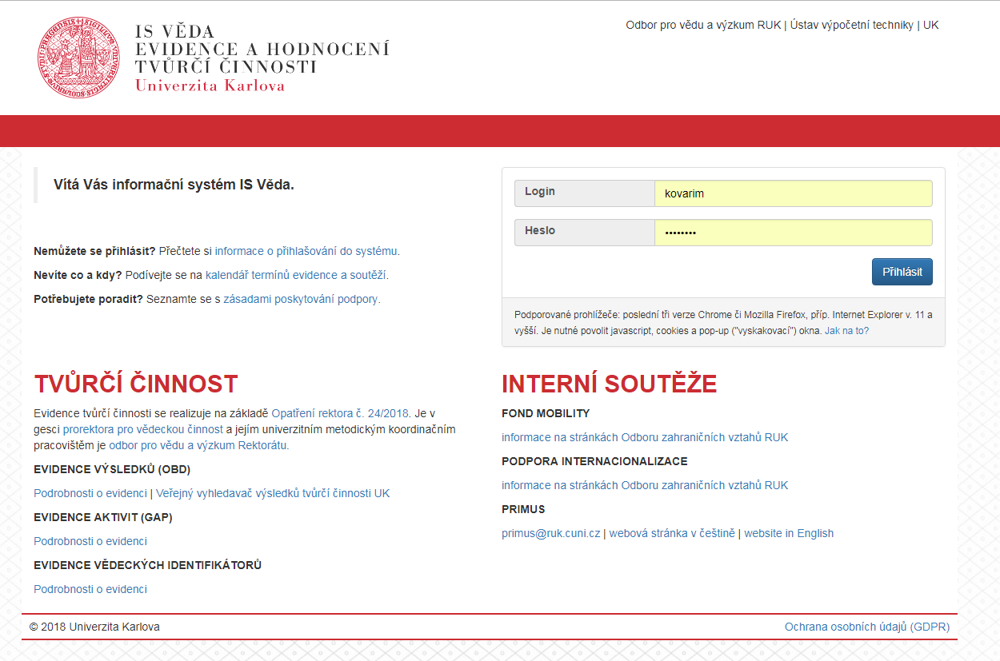 IS VĚDA
EVIDENCE A HODNOCENÍ
TVŮRČÍ ČINNOSTI
Univerzita Karlova
Odbor pro vědu a výzkum RUK | Ústav výpočetní techniky | UK
Vítá Vás informační systém IS Věda.
Nemůžete se přihlásit? Přečtete si informace o přihlašování do systému.
Nevíte co a kdy? Podívejte se na kalendář termínů evidence a soutěží.
Potřebujete poradit? Seznamte se s zásadami poskytování podpory.
Login
kovarim
Heslo
••••••••
Přihlásit
Podporované prohlížeče: poslední tři verze Chrome či Mozilla Firefox, příp. Internet Explorer v. 11 a
vyšší. Je nutné povolit javascript, cookies a pop-up ("vyskakovací") okna. Jak na to?
TVŮRČÍ ČINNOST
Evidence tvůrčí činnosti se realizuje na základě Opatření rektora č. 24/2018. Je v
gesci prorektora pro vědeckou činnost a jejím univerzitním metodickým koordinačním
pracovištěm je odbor pro vědu a výzkum Rektorátu.
EVIDENCE VÝSLEDKŮ (OBD)
Podrobnosti o evidenci | Veřejný vyhledavač výsledků tvůrčí činnosti UK
EVIDENCE AKTIVIT (GAP)
Podrobnosti o evidenci
EVIDENCE VĚDECKÝCH IDENTIFIKÁTORŮ
Podrobnosti o evidenci
INTERNÍ SOUTĚŽE
FOND MOBILITY
informace na stránkách Odboru zahraničních vztahů RUK
PODPORA INTERNACIONALIZACE
informace na stránkách Odboru zahraničních vztahů RUK
PRIMUS
primus@ruk.cuni.cz | webová stránka v češtině | website in English
© 2018 Univerzita Karlova
Ochrana osobních údajů (GDPR)